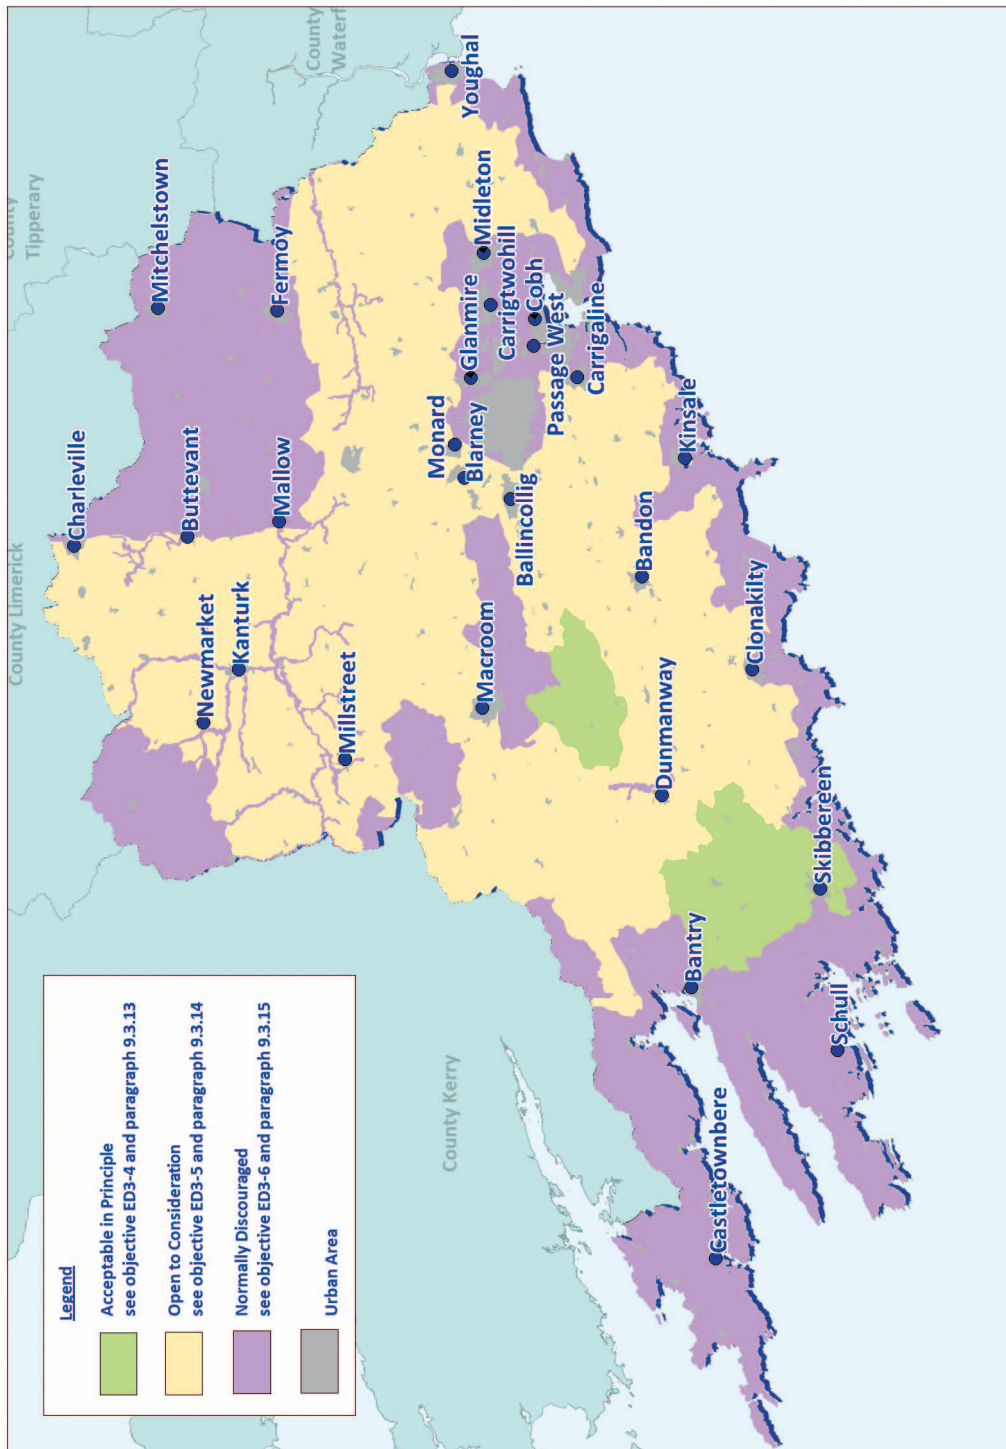 Legend
Acceptable in Principle
see objective ED3-4 and paragraph 9.3.13
Open to Consideration
see objective ED3-5 and paragraph 9.3.14
Normally Discouraged
see objective ED3-6 and paragraph 9.3.15
Urban Area
County Limerick
County
Tipperary
County
Waterf
County Kerry
Charleville
Mitchelstown
Buttevant
Newmarket
Kanturk
Mallow
Fermoy
Millstreet
Youghal
Monard
Glanmire
Midleton
Blarney
Carrigtwohill
Macroom
Ballincollig
Cobh
Passage West
Carrigaline
Bandon
Kinsale
Dunmanway
Bantry
Clonakilty
Castletownbere
Skibbereen
Schull